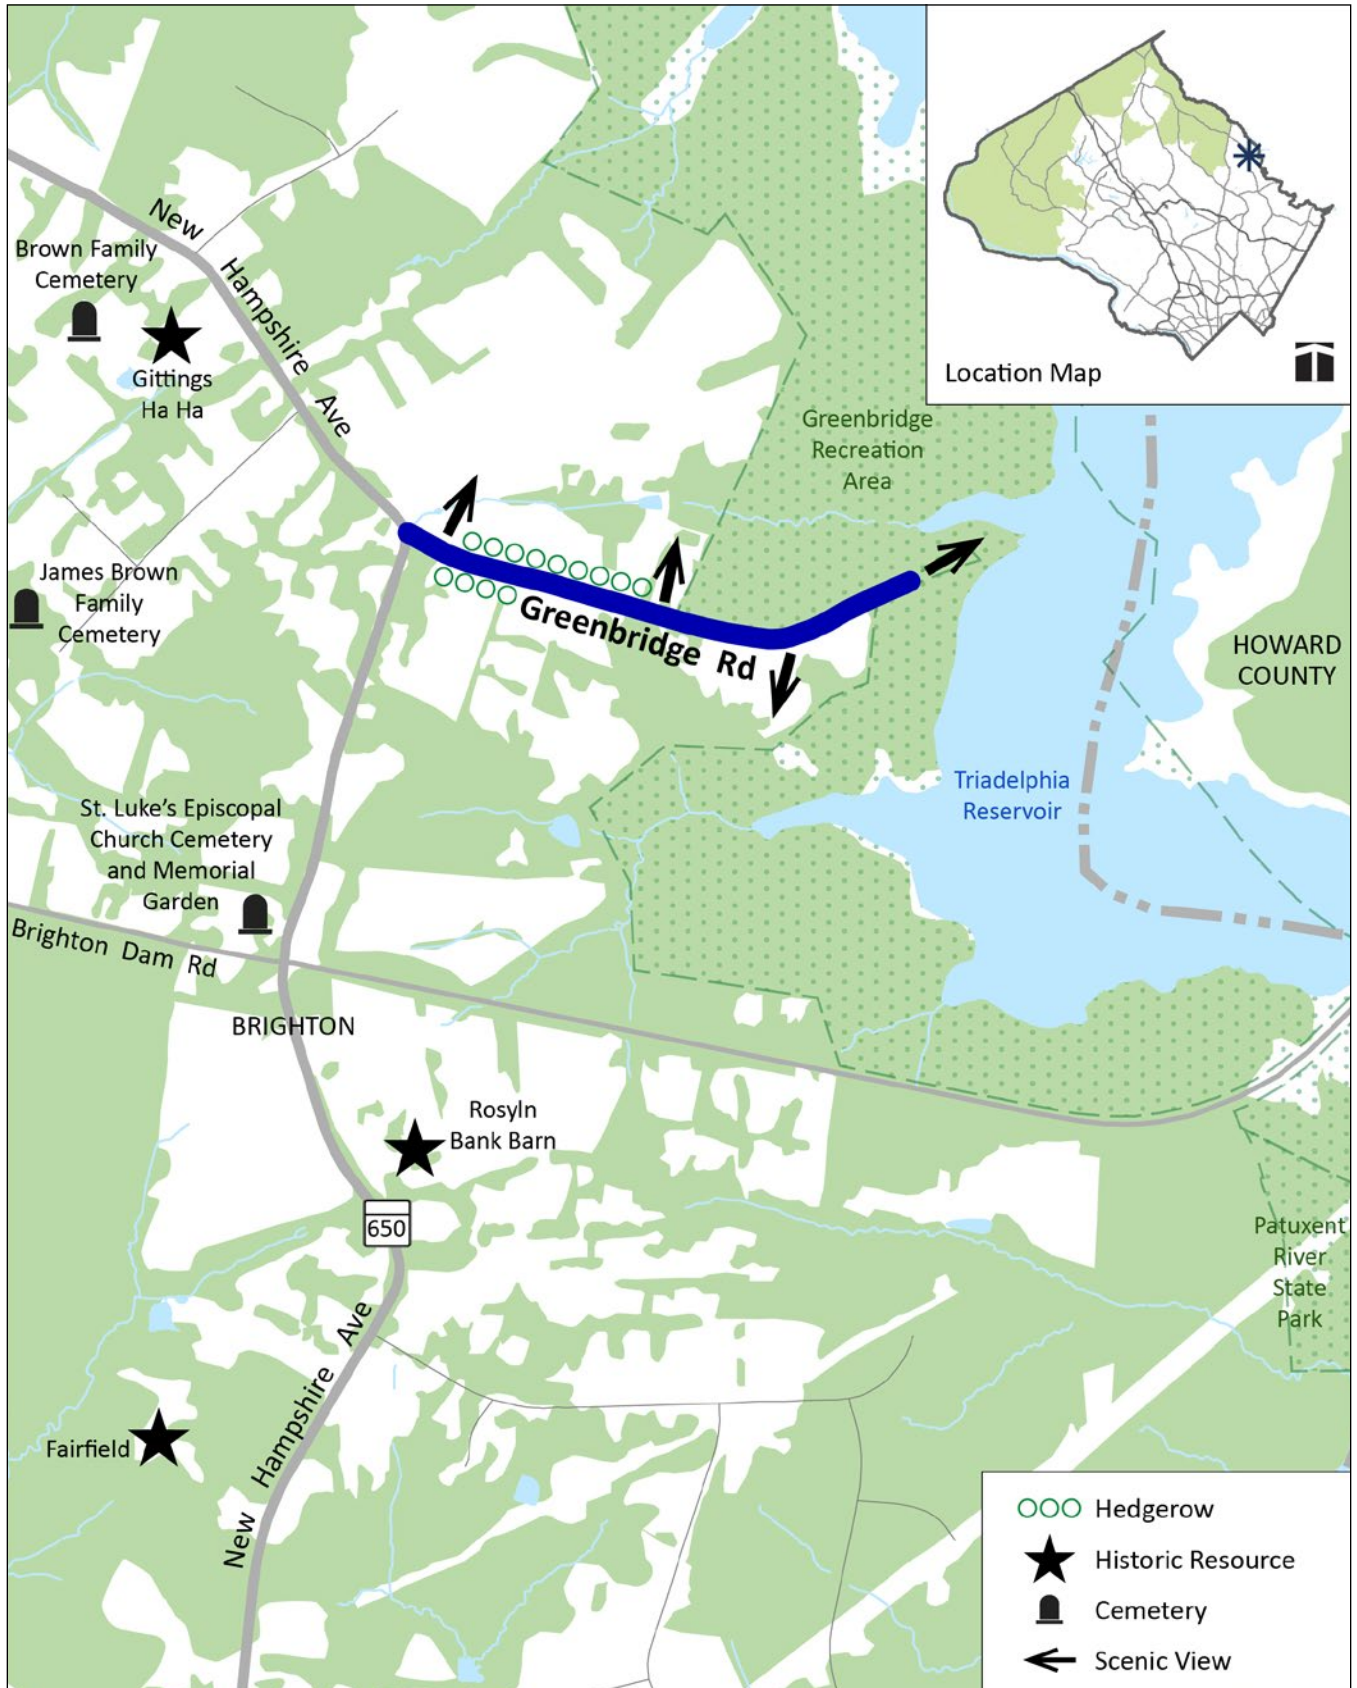 New Hampshire Ave
Brown Family
Cemetery
Gittings
Ha Ha
Location Map
Greenbridge
Recreation
Area
James Brown
Family
Cemetery
Greenbridge Rd
HOWARD
COUNTY
Triadelphia
Reservoir
St. Luke's Episcopal
Church Cemetery
and Memorial
Garden
Brighton Dam Rd
BRIGHTON
Rosyln
Bank Barn
650
Patuxent
River
State
Park
New Hampshire Ave
Fairfield
Hedgerow
Historic Resource
Cemetery
Scenic View